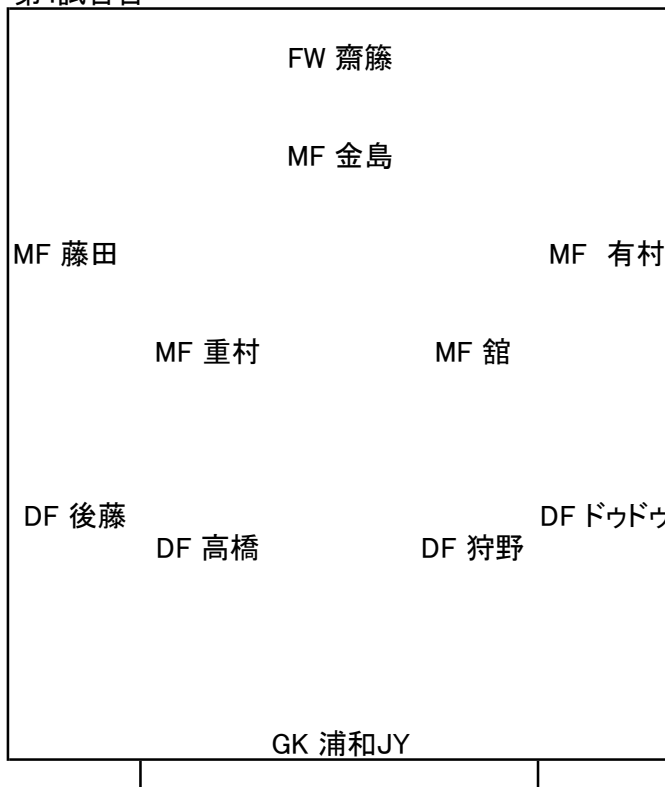 FW 齋籐
MF 金島
MF 藤田
MF 有村
MF 重村
MF 舘
DF 後藤
DF ドゥドゥ
DF 高橋
DF 狩野
GK 浦和JY